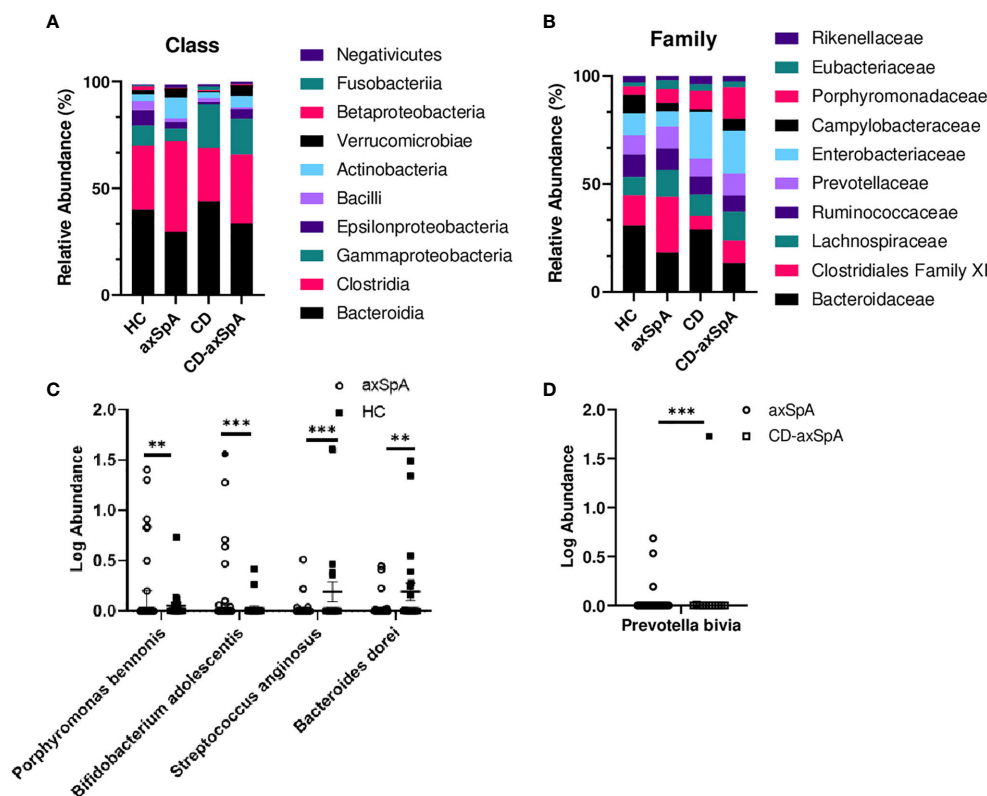 A
Class
Relative Abundance (%)
100
50
0
HC
axSpA
CD
CD-axSpA
Negativicutes
Fusobacteriia
Betaproteobacteria
Verrucomicrobiae
Actinobacteria
Bacilli
Epsilonproteobacteria
Gammaproteobacteria
Clostridia
Bacteroidia
B
Family
Relative Abundance (%)
100
50
0
HC
axSpA
CD
CD-axSpA
Rikenellaceae
Eubacteriaceae
Porphyromonadaceae
Campylobacteraceae
Enterobacteriaceae
Prevotellaceae
Ruminococcaceae
Lachnospiraceae
Clostridiales Family XI
Bacteroidaceae
C
axSpA
HC
Log Abundance
2.0
1.5
1.0
0.5
0.0
**
***
***
**
Porphyromonas bennonis
Bifidobacterium adolescentis
Streptococcus anginosus
Bacteroides dorei
D
axSpA
CD-axSpA
Log Abundance
2.0
1.5
1.0
0.5
0.0
***
Prevotella bivia